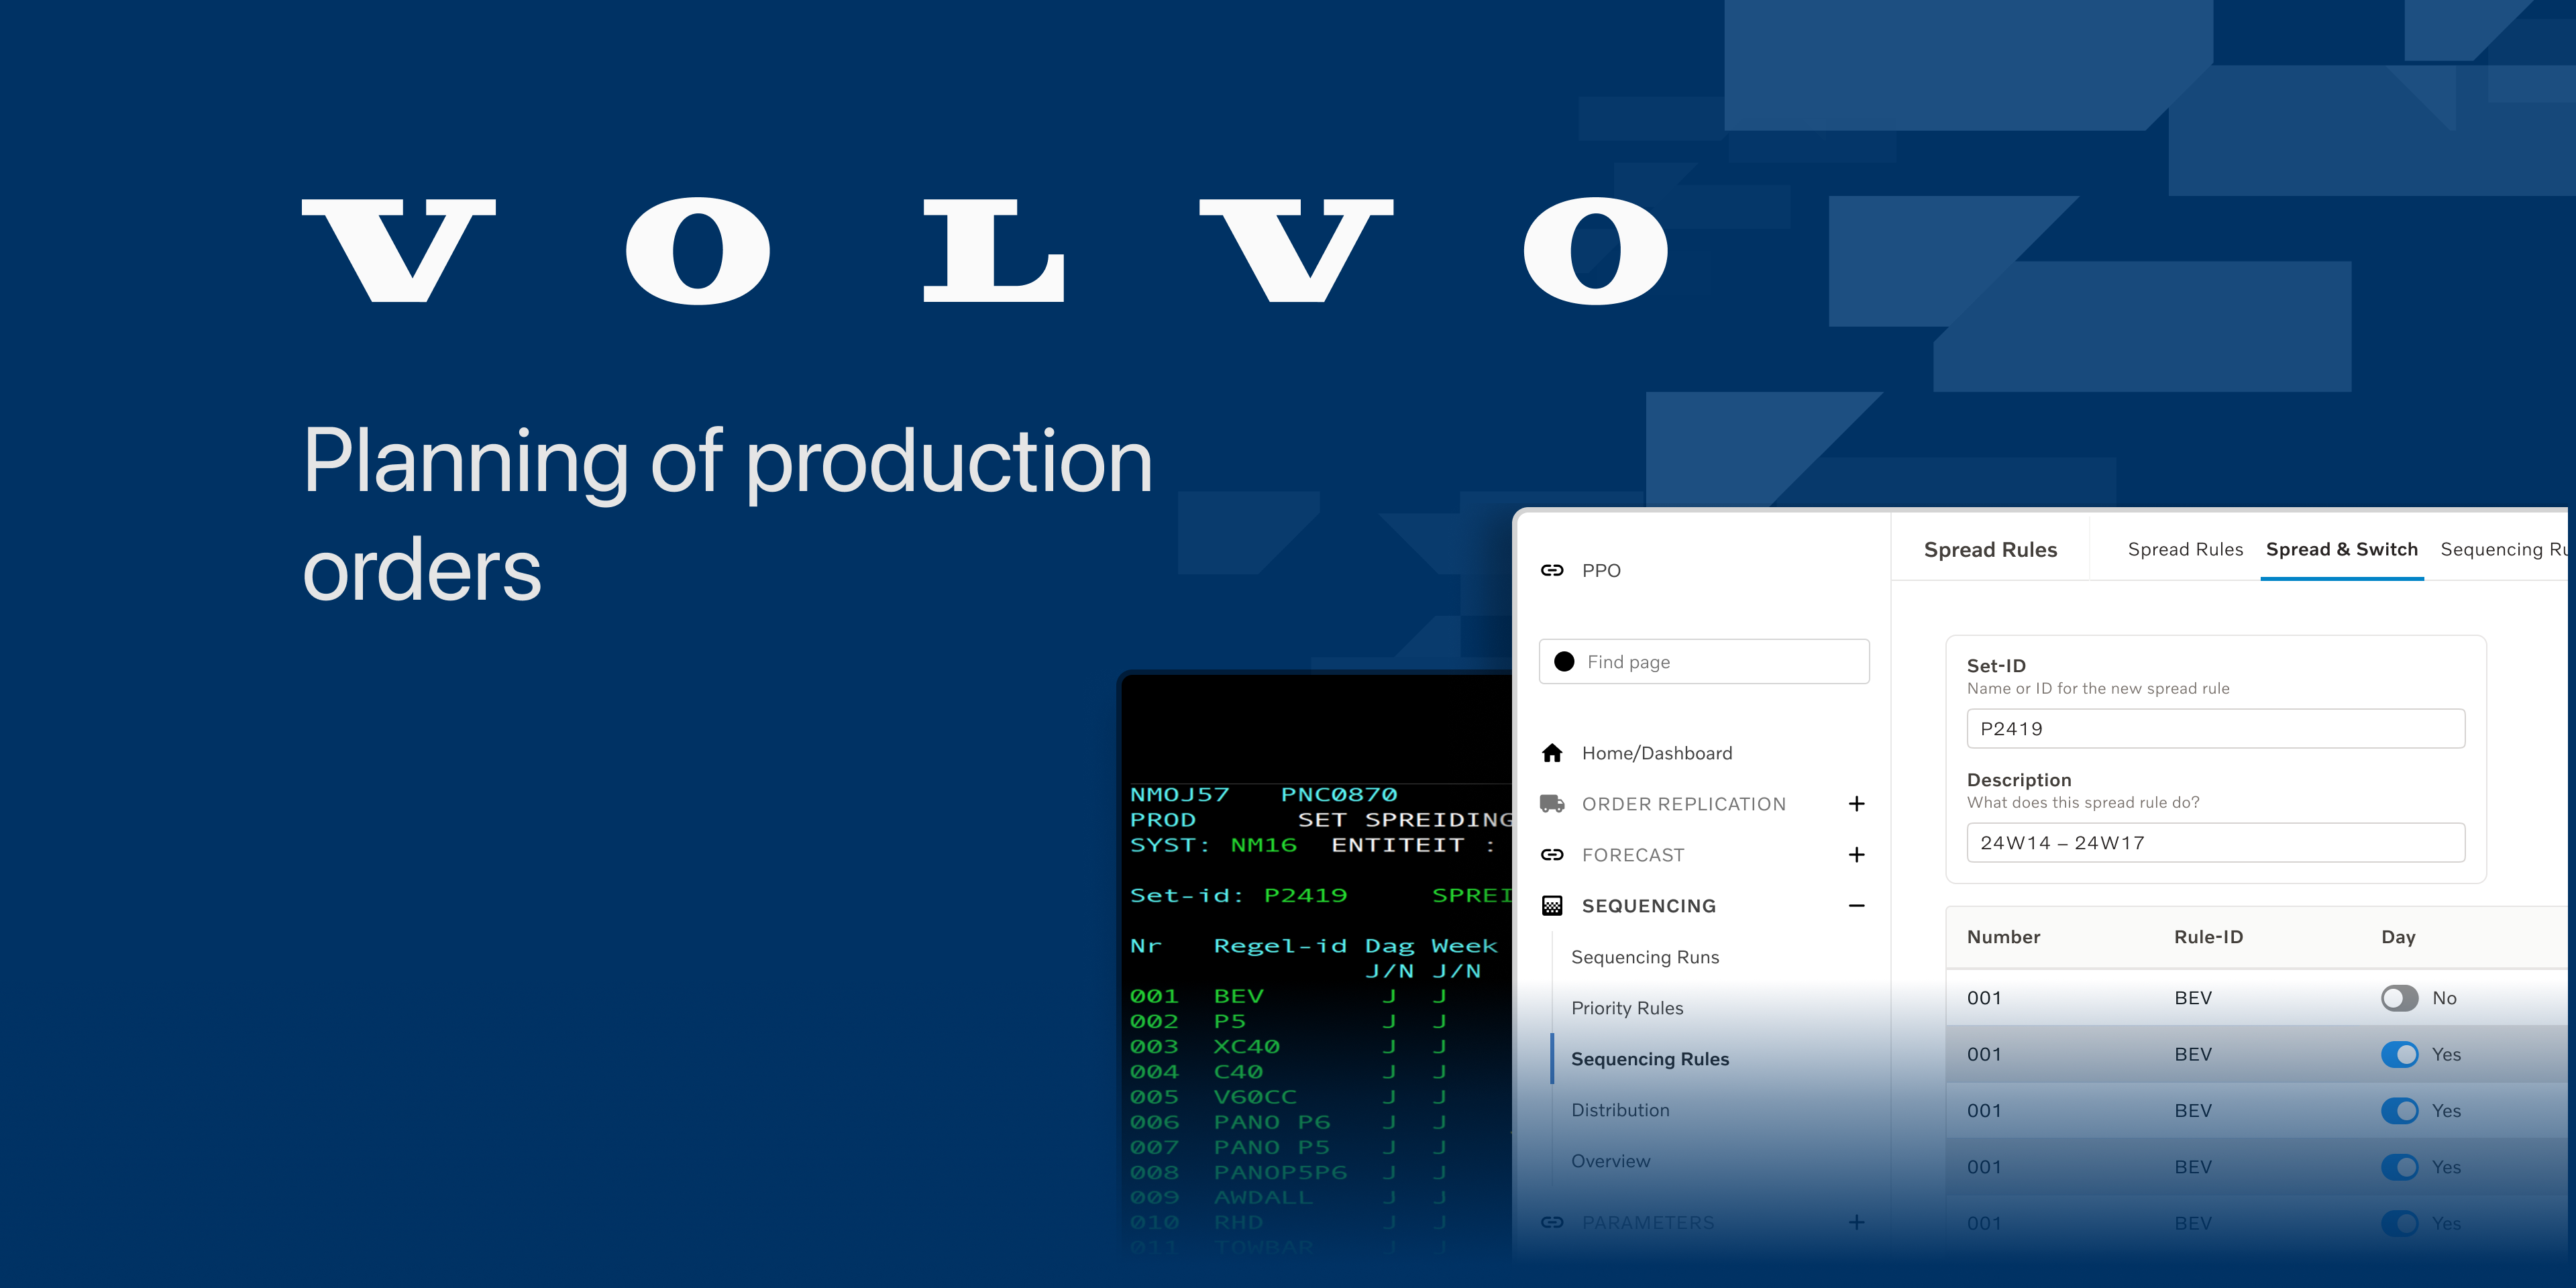 VOLVO
Planning of production
orders
NMOJ57 PNC0870
PROD SET SPREIDING
SYST: NM16 ENTITEIT :
Set-id: P2419 SPREI
Nr Regel-id Dag Week
J/N J/N
001 BEV J J
002 P5 J J
003 XC40 J J
004 C40 J J
005 V60CC J J
006 PANO P6 J J
007 PANO P5 J J
008 PANOP5P6 J J
009 AWDALL J J
010 RHD J J
011 TOWBAR J J
PPO
Find page
Home/Dashboard
ORDER REPLICATION +
FORECAST +
SEQUENCING −
Sequencing Runs
Priority Rules
Sequencing Rules
Distribution
Overview
PARAMETERS +
Spread Rules Spread Rules Spread & Switch Sequencing Ru
Set-ID
Name or ID for the new spread rule
P2419
Description
What does this spread rule do?
24W14 – 24W17
Number Rule-ID Day
001 BEV No
001 BEV Yes
001 BEV Yes
001 BEV Yes
001 BEV Yes